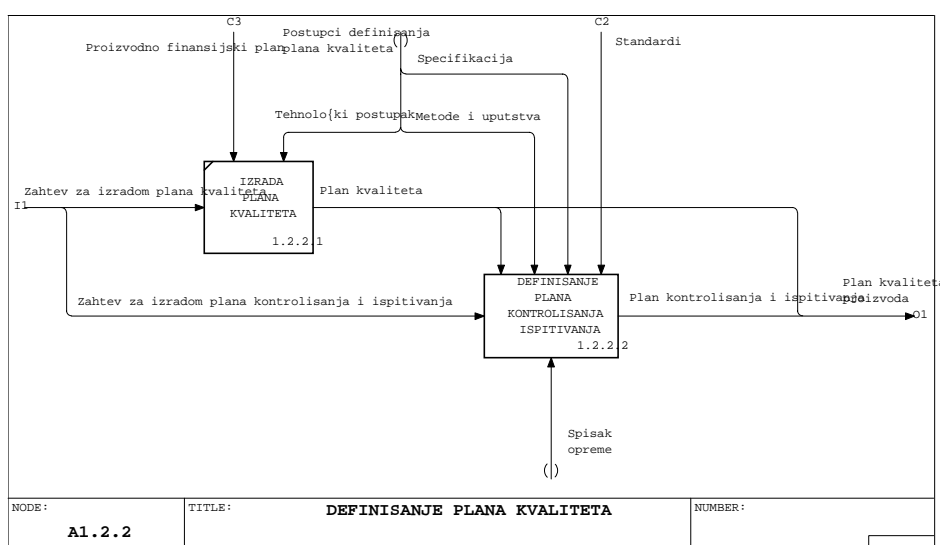 C3
C2
Postupci definisanja
plana kvaliteta
Proizvodno finansijski plan
Standardi
Specifikacija
Tehnolo{ki postupak
Metode i uputstva
Zahtev za izradom plana kvaliteta
I1
IZRADA
PLANA
KVALITETA
1.2.2.1
Plan kvaliteta
Zahtev za izradom plana kontrolisanja i ispitivanja
DEFINISANJE
PLANA
KONTROLISANJA
ISPITIVANJA
1.2.2.2
Plan kontrolisanja i ispitivanja
Plan kvaliteta
proizvoda
O1
Spisak
opreme
NODE:
A1.2.2
TITLE:
DEFINISANJE PLANA KVALITETA
NUMBER: